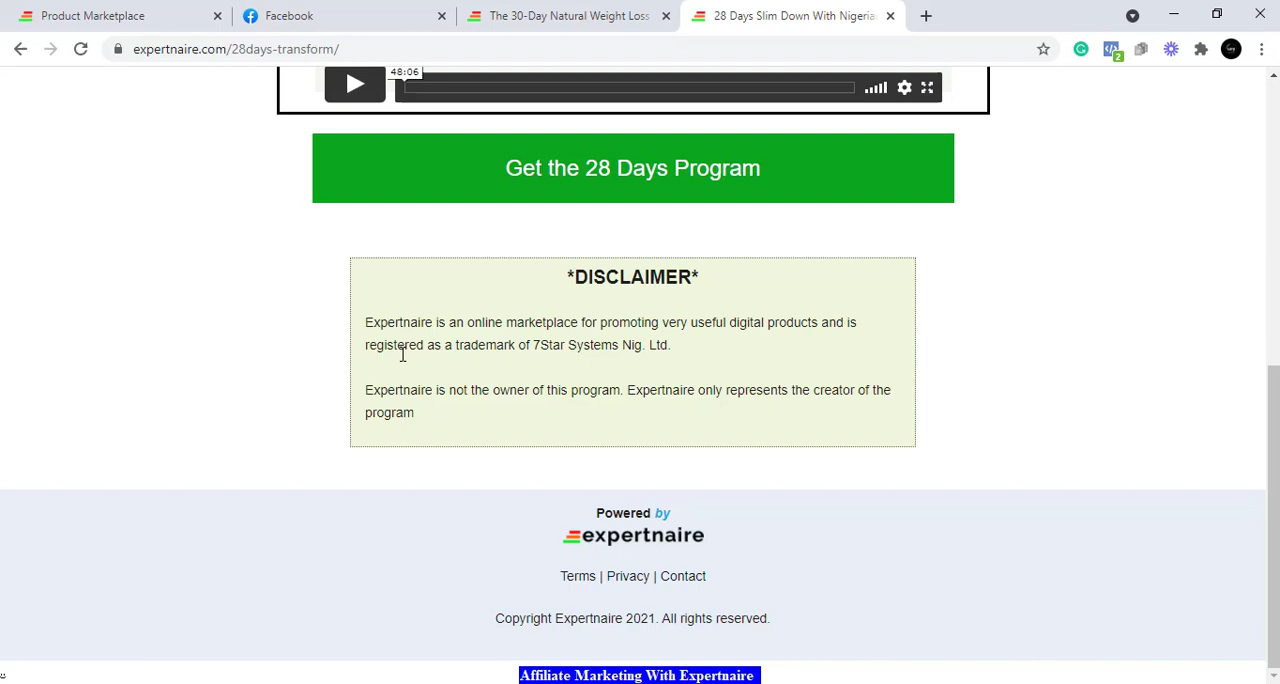 Product Marketplace
Facebook
The 30-Day Natural Weight Loss
28 Days Slim Down With Nigeria
expertnaire.com/28days-transform/
2
48:06
Get the 28 Days Program
*DISCLAIMER*
Expertnaire is an online marketplace for promoting very useful digital products and is
registered as a trademark of 7Star Systems Nig. Ltd.
Expertnaire is not the owner of this program. Expertnaire only represents the creator of the
program
Powered by
expertnaire
Terms | Privacy | Contact
Copyright Expertnaire 2021. All rights reserved.
Affiliate Marketing With Expertnaire